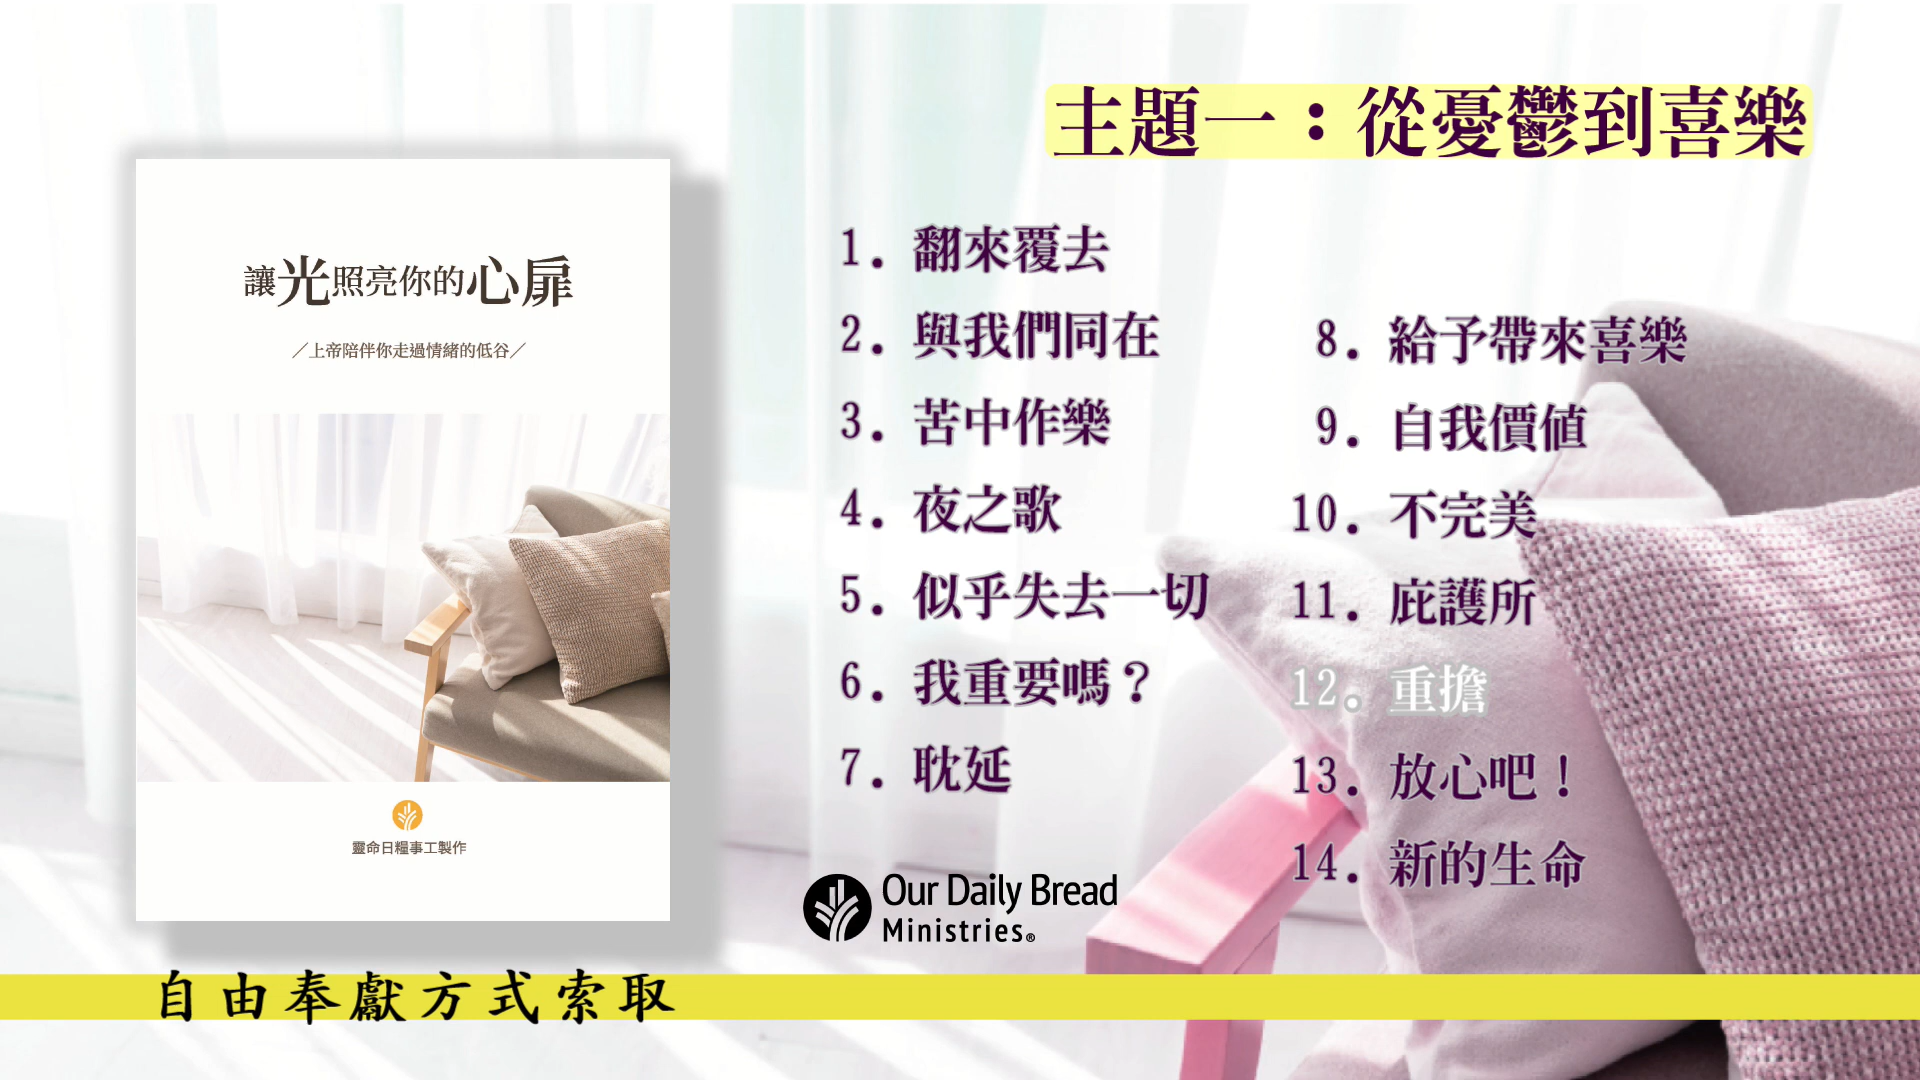 主題一：從憂鬱到喜樂
讓光照亮你的心扉
／上帝陪伴你走過情緒的低谷／
靈命日糧事工製作
1. 翻來覆去
2. 與我們同在
3. 苦中作樂
4. 夜之歌
5. 似乎失去一切
6. 我重要嗎？
7. 耽延
8. 給予帶來喜樂
9. 自我價值
10. 不完美
11. 庇護所
12. 重擔
13. 放心吧！
14. 新的生命
Our Daily Bread
Ministries®
自由奉獻方式索取